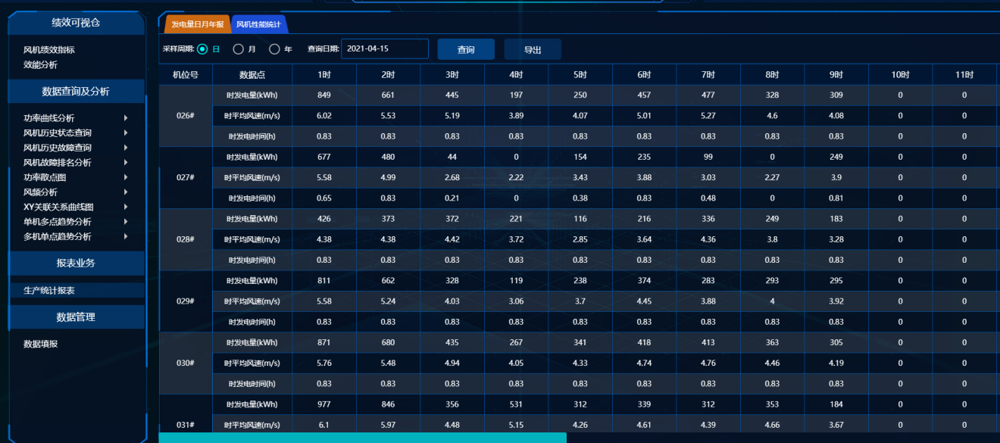 绩效可视仓
风机绩效指标
效能分析
数据查询及分析
功率曲线分析
风机历史状态查询
风机历史故障查询
风机故障排名分析
功率散点图
风频分析
XY关联关系曲线图
单机多点趋势分析
多机单点趋势分析
报表业务
生产统计报表
数据管理
数据填报
发电量日月年报 风机性能统计
采样周期: 日 月 年 查询日期: 2021-04-15 查询 导出
机位号 数据点 1时 2时 3时 4时 5时 6时 7时 8时 9时 10时 11时
时发电量(kWh) 849 661 445 197 250 457 477 328 309 0 0
026# 时平均风速(m/s) 6.02 5.53 5.19 3.89 4.07 5.01 5.27 4.6 4.08 0 0
时发电时间(h) 0.83 0.83 0.83 0.83 0.83 0.83 0.83 0.83 0.83 0 0
时发电量(kWh) 677 480 44 0 154 235 99 0 249 0 0
027# 时平均风速(m/s) 5.58 4.99 2.68 2.22 3.43 3.88 3.03 2.27 3.9 0 0
时发电时间(h) 0.65 0.83 0.21 0 0.38 0.83 0.48 0 0.81 0 0
时发电量(kWh) 426 373 372 221 116 216 336 249 183 0 0
028# 时平均风速(m/s) 4.38 4.38 4.42 3.72 2.85 3.64 4.36 3.8 3.28 0 0
时发电时间(h) 0.83 0.83 0.83 0.83 0.83 0.83 0.83 0.83 0.83 0 0
时发电量(kWh) 811 662 328 119 238 374 283 293 295 0 0
029# 时平均风速(m/s) 5.58 5.24 4.03 3.06 3.7 4.45 3.88 4 3.92 0 0
时发电时间(h) 0.83 0.83 0.83 0.83 0.83 0.83 0.83 0.83 0.83 0 0
时发电量(kWh) 871 680 435 267 341 418 413 363 305 0 0
030# 时平均风速(m/s) 5.76 5.48 4.94 4.05 4.33 4.74 4.76 4.46 4.19 0 0
时发电时间(h) 0.83 0.83 0.83 0.83 0.83 0.83 0.83 0.83 0.83 0 0
时发电量(kWh) 977 846 356 531 312 339 312 353 184 0 0
031# 时平均风速(m/s) 6.1 5.97 4.48 5.15 4.26 4.61 4.39 4.66 3.67 0 0